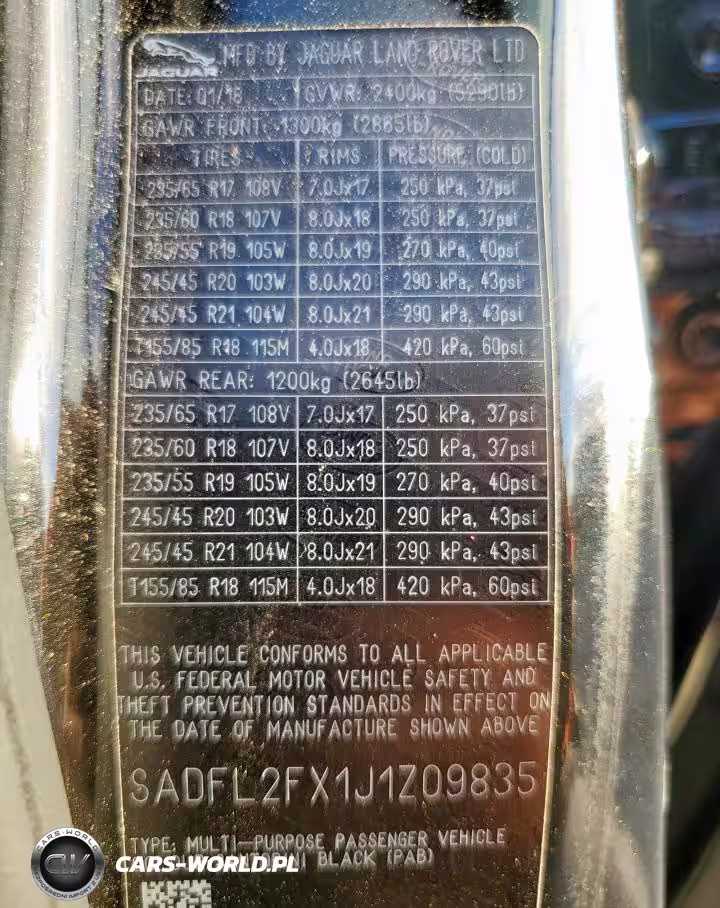 JAGUAR MFD BY JAGUAR LAND ROVER LTD
DATE: 01/18 GVWR: 2400kg (5290lb)
GAWR FRONT: 1300kg (2865lb)
TIRES RIMS PRESSURE (COLD)
235/65 R17 108V 7.0Jx17 250 kPa, 37psi
235/60 R18 107V 8.0Jx18 250 kPa, 37psi
235/55 R19 105W 8.0Jx19 270 kPa, 40psi
245/45 R20 103W 8.0Jx20 290 kPa, 43psi
245/45 R21 104W 8.0Jx21 290 kPa, 43psi
T155/85 R18 115M 4.0Jx18 420 kPa, 60psi
GAWR REAR: 1200kg (2645lb)
235/65 R17 108V 7.0Jx17 250 kPa, 37psi
235/60 R18 107V 8.0Jx18 250 kPa, 37psi
235/55 R19 105W 8.0Jx19 270 kPa, 40psi
245/45 R20 103W 8.0Jx20 290 kPa, 43psi
245/45 R21 104W 8.0Jx21 290 kPa, 43psi
T155/85 R18 115M 4.0Jx18 420 kPa, 60psi
THIS VEHICLE CONFORMS TO ALL APPLICABLE
U.S. FEDERAL MOTOR VEHICLE SAFETY AND
THEFT PREVENTION STANDARDS IN EFFECT ON
THE DATE OF MANUFACTURE SHOWN ABOVE
SADFL2FX1J1Z09835
TYPE: MULTI-PURPOSE PASSENGER VEHICLE
BLACK (PAB)
CARS-WORLD
CW
CARS-WORLD.PL